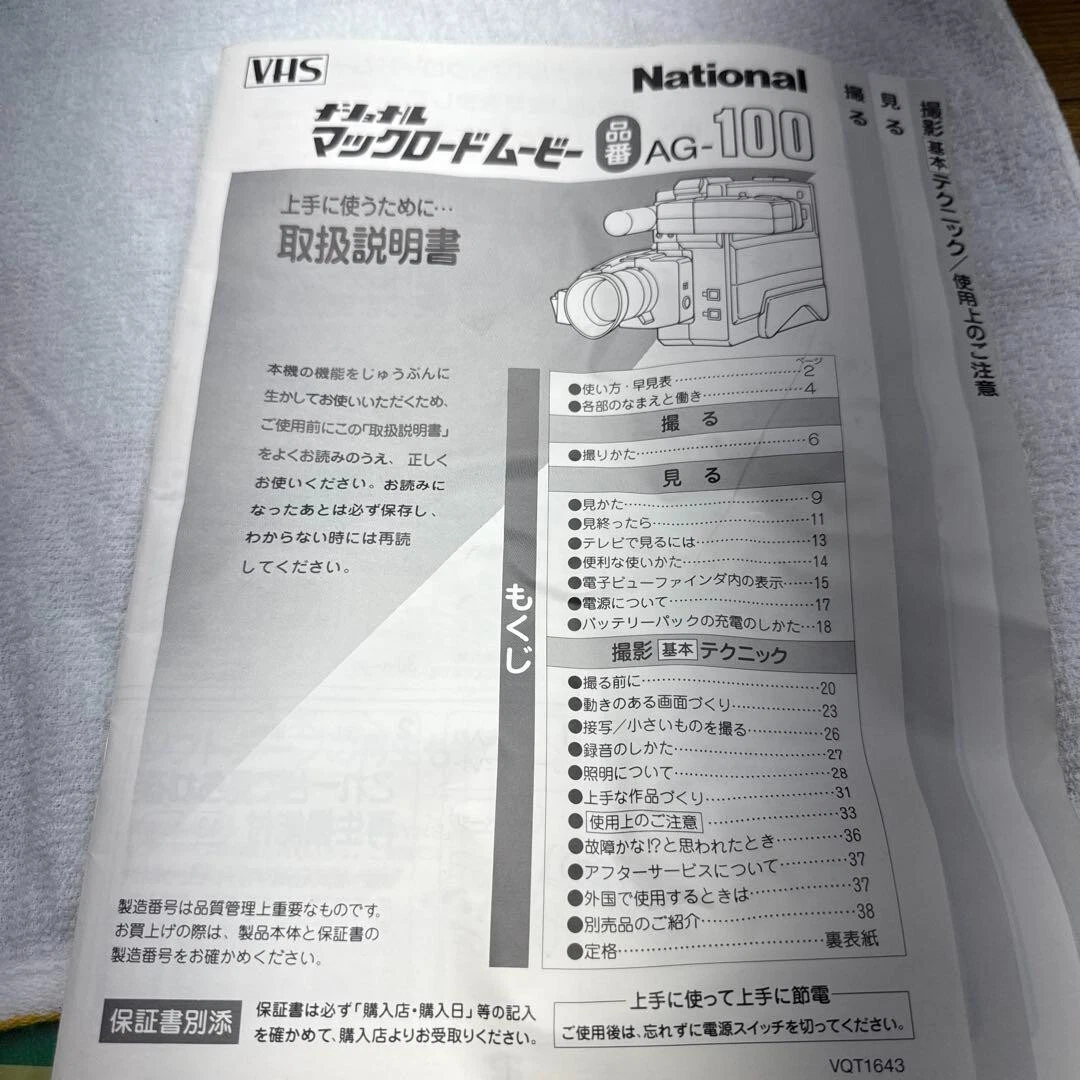 VHS
National
ナショナル
マックロードムービー 品番 AG-100
上手に使うために…
取扱説明書
本機の機能をじゅうぶんに
生かしてお使いいただくため、
ご使用前にこの「取扱説明書」
をよくお読みのうえ、正しく
お使いください。お読みに
なったあとは必ず保存し、
わからない時には再読
してください。
もくじ
ページ
●使い方・早見表……2
●各部のなまえと働き……4
撮る
●撮りかた……6
見る
●見かた……9
●見終ったら……11
●テレビで見るには……13
●便利な使いかた……14
●電子ビューファインダ内の表示……15
●電源について……17
●バッテリーパックの充電のしかた…18
撮影 基本 テクニック
●撮る前に……20
●動きのある画面づくり……23
●接写/小さいものを撮る……26
●録音のしかた……27
●照明について……28
●上手な作品づくり……31
●使用上のご注意……33
●故障かな!?と思われたとき……36
●アフターサービスについて……37
●外国で使用するときは……37
●別売品のご紹介……38
●定格……裏表紙
製造番号は品質管理上重要なものです。
お買上げの際は、製品本体と保証書の
製造番号をお確かめください。
保証書別添
保証書は必ず「購入店・購入日」等の記入
を確かめて、購入店よりお受取りください。
上手に使って上手に節電
ご使用後は、忘れずに電源スイッチを切ってください。
VQT1643
撮る
見る
撮影 基本 テクニック/使用上のご注意